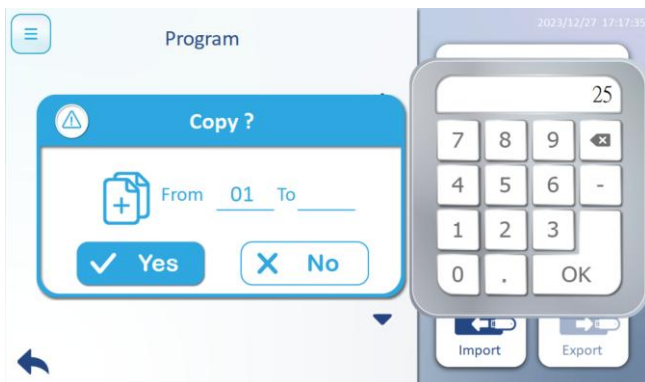 2023/12/27 17:17:35
Program
25
Copy ?
7 8 9
From 01 To
4 5 6 -
1 2 3
Yes
No
0 . OK
Import
Export